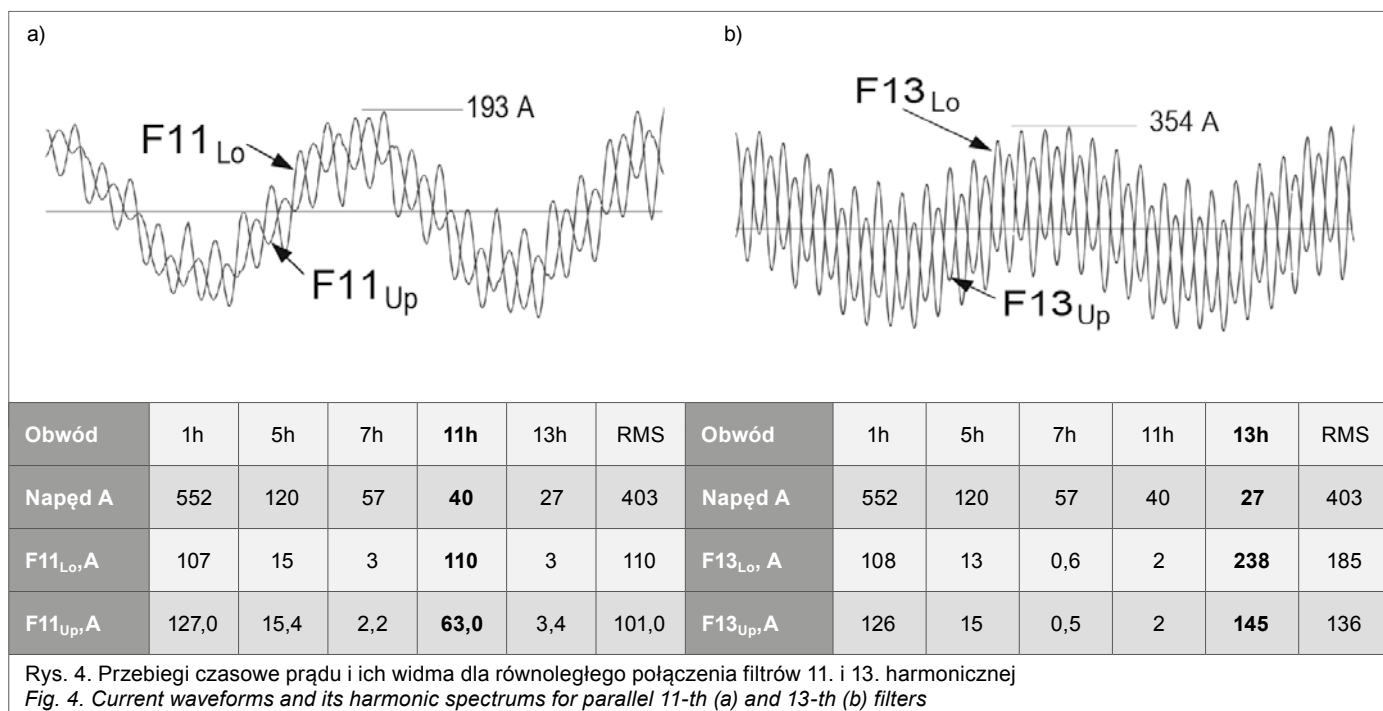 a)
b)
193 A
F11Lo
F11Up
F13Lo
354 A
F13Up
Obwód 1h 5h 7h 11h 13h RMS Obwód 1h 5h 7h 11h 13h RMS
Napęd A 552 120 57 40 27 403 Napęd A 552 120 57 40 27 403
F11Lo,A 107 15 3 110 3 110 F13Lo, A 108 13 0,6 2 238 185
F11Up,A 127,0 15,4 2,2 63,0 3,4 101,0 F13Up,A 126 15 0,5 2 145 136
Rys. 4. Przebiegi czasowe prądu i ich widma dla równoległego połączenia filtrów 11. i 13. harmonicznej
Fig. 4. Current waveforms and its harmonic spectrums for parallel 11-th (a) and 13-th (b) filters